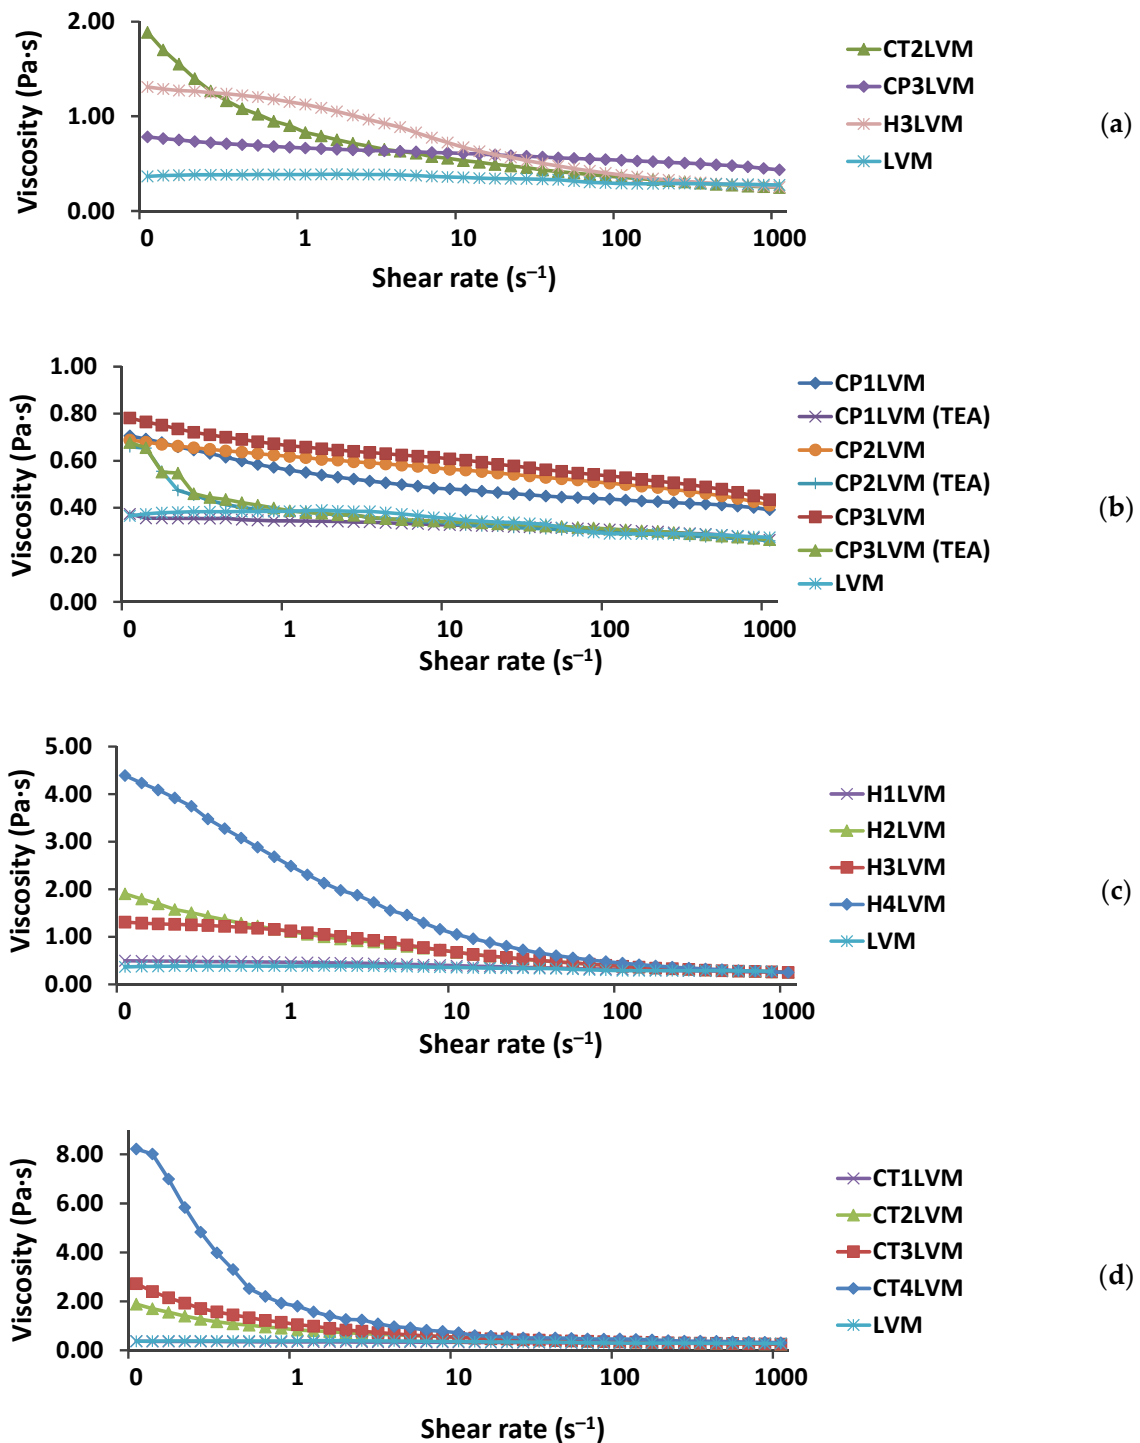 2.00
1.00
0.00
Viscosity (Pa·s)
0 1 10 100 1000
Shear rate (s⁻¹)
CT2LVM
CP3LVM
H3LVM
LVM
(a)
1.00
0.80
0.60
0.40
0.20
0.00
Viscosity (Pa·s)
0 1 10 100 1000
Shear rate (s⁻¹)
CP1LVM
CP1LVM (TEA)
CP2LVM
CP2LVM (TEA)
CP3LVM
CP3LVM (TEA)
LVM
(b)
5.00
4.00
3.00
2.00
1.00
0.00
Viscosity (Pa·s)
0 1 10 100 1000
Shear rate (s⁻¹)
H1LVM
H2LVM
H3LVM
H4LVM
LVM
(c)
8.00
6.00
4.00
2.00
0.00
Viscosity (Pa·s)
0 1 10 100 1000
Shear rate (s⁻¹)
CT1LVM
CT2LVM
CT3LVM
CT4LVM
LVM
(d)